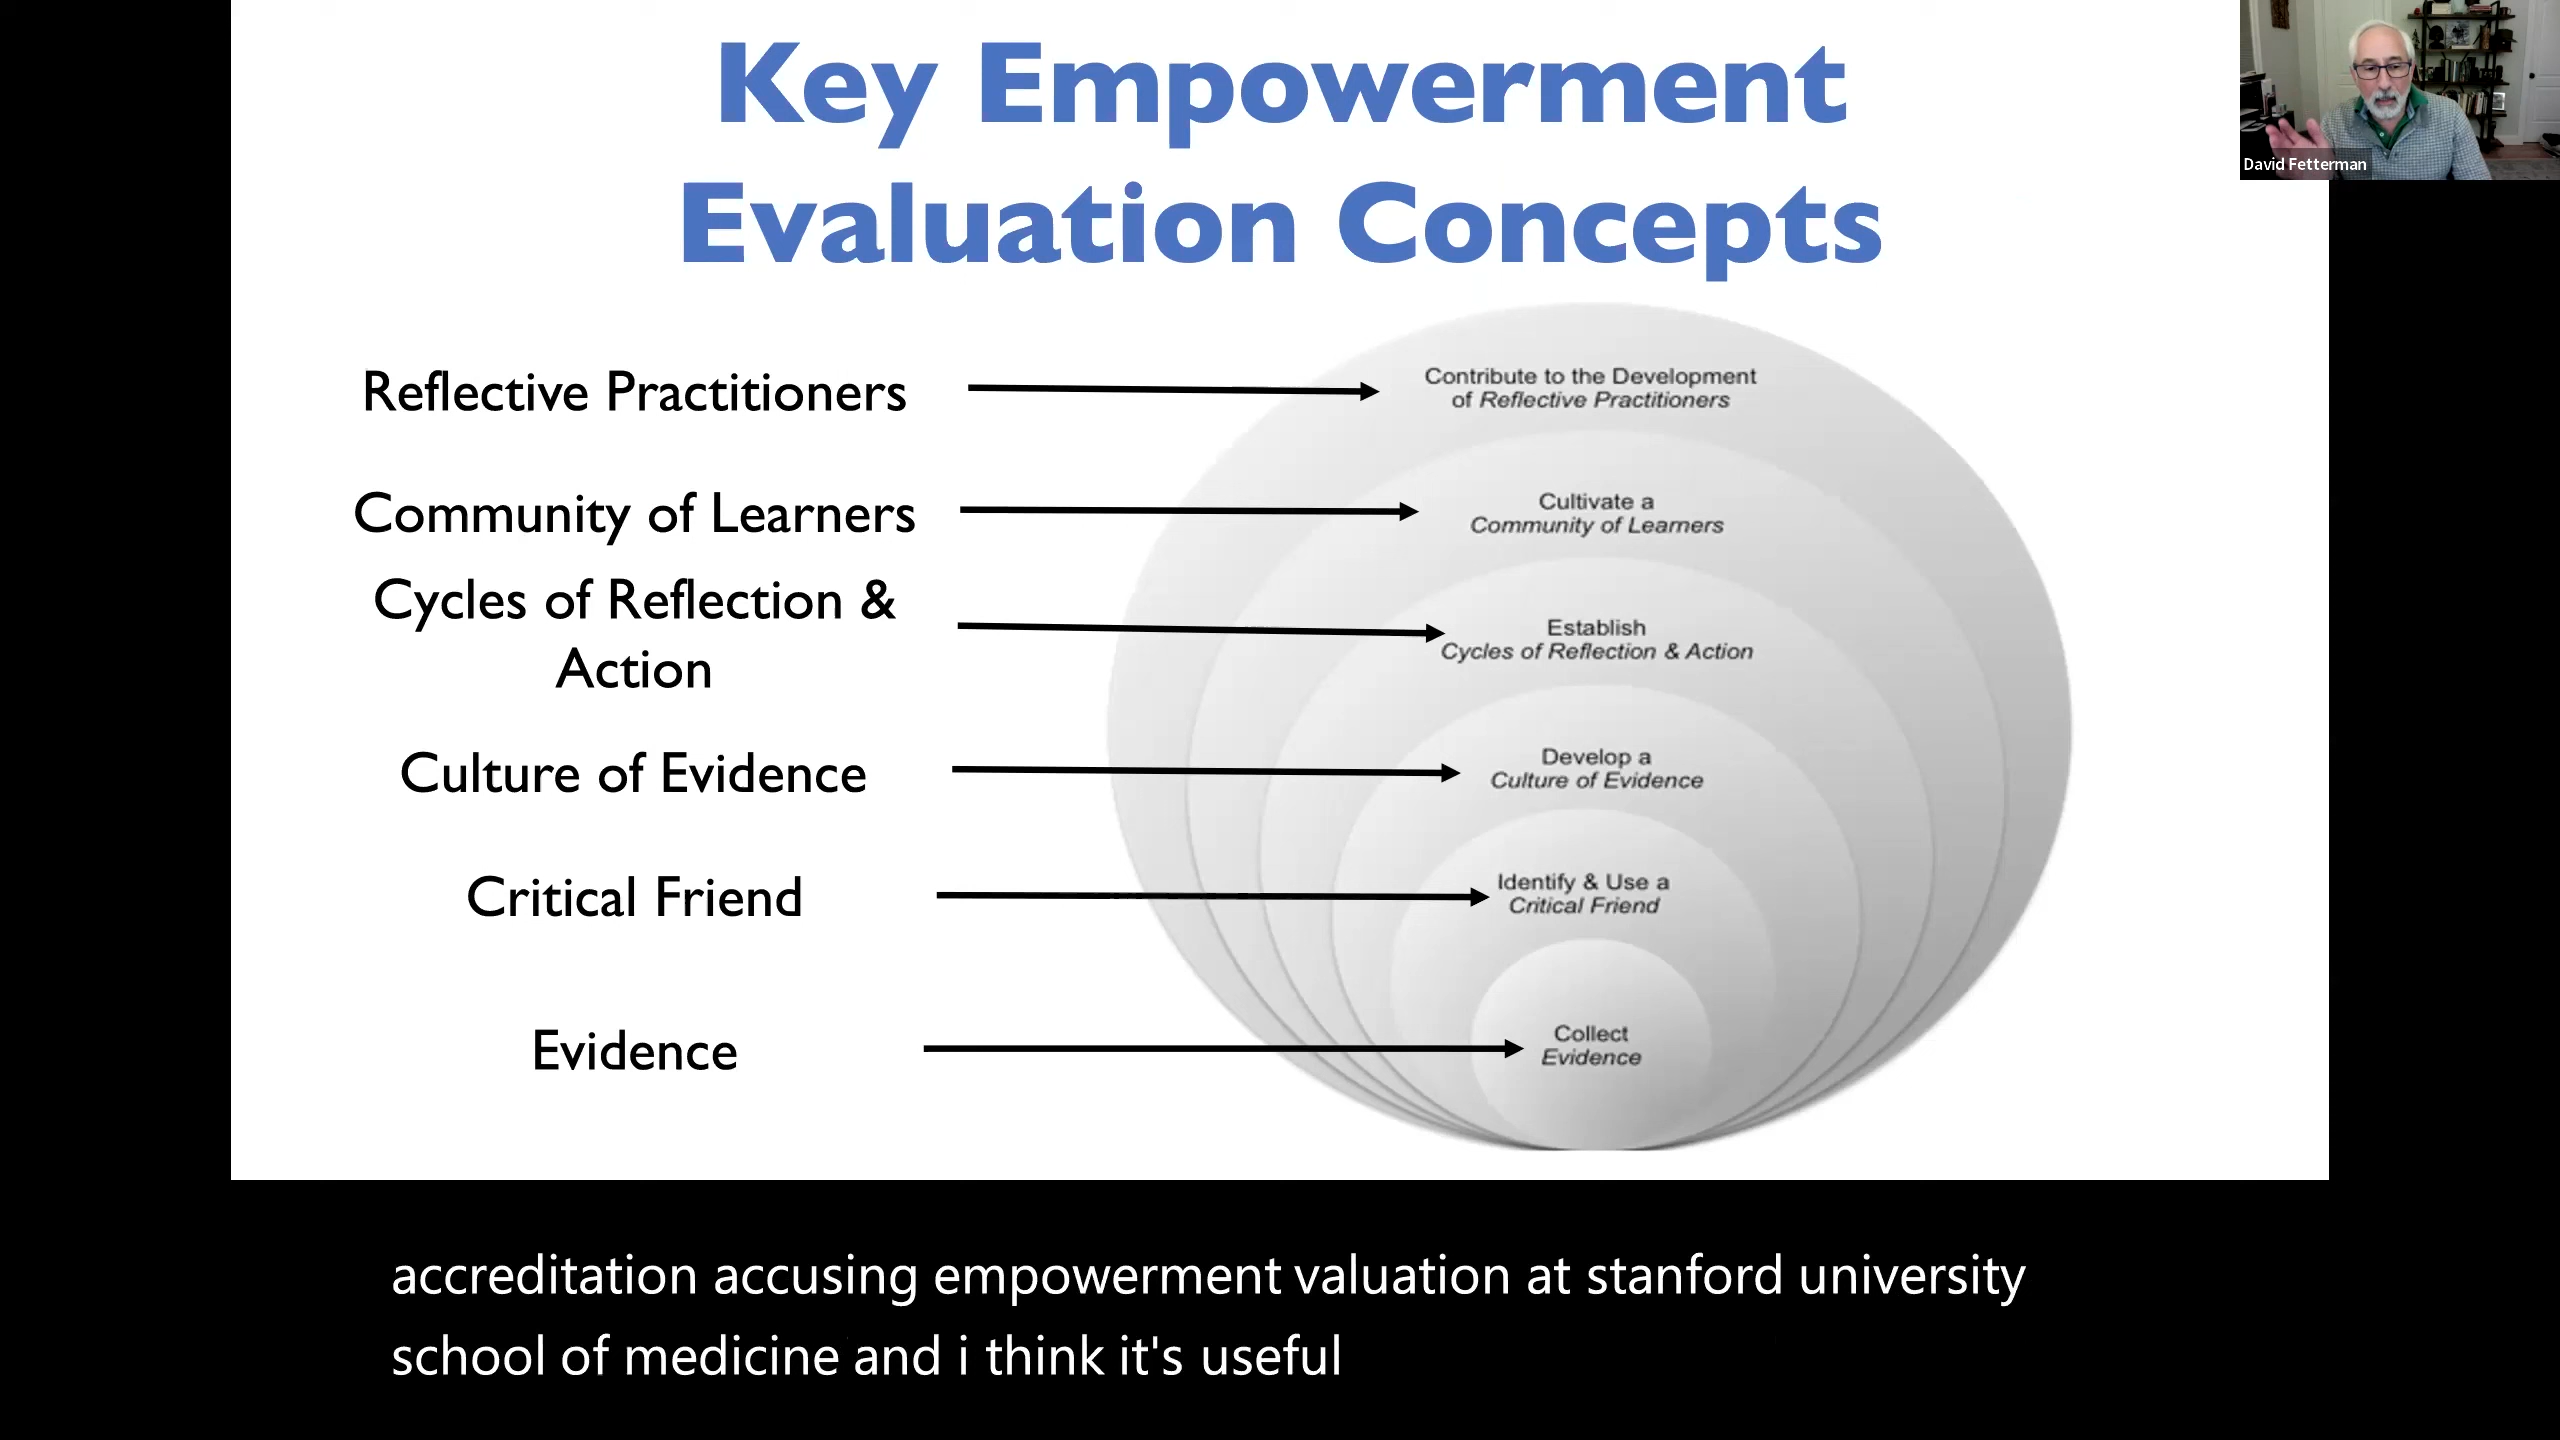 Key Empowerment
Evaluation Concepts
David Fetterman
Reflective Practitioners
Contribute to the Development
of Reflective Practitioners
Community of Learners
Cultivate a
Community of Learners
Cycles of Reflection &
Action
Establish
Cycles of Reflection & Action
Culture of Evidence
Develop a
Culture of Evidence
Critical Friend
Identify & Use a
Critical Friend
Evidence
Collect
Evidence
accreditation accusing empowerment valuation at stanford university
school of medicine and i think it's useful